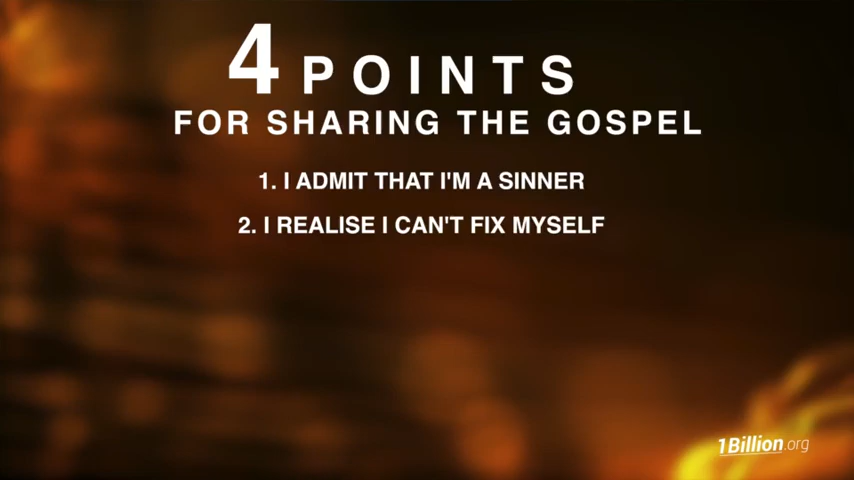 4 POINTS
FOR SHARING THE GOSPEL
1. I ADMIT THAT I'M A SINNER
2. I REALISE I CAN'T FIX MYSELF
1Billion.org